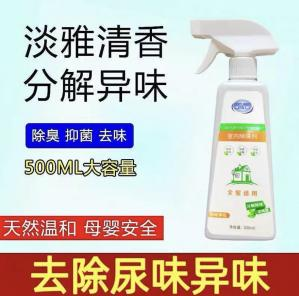 淡雅清香
分解异味
除臭 抑菌 去味
500ML大容量
全屋适用
天然温和 母婴安全
去除尿味异味